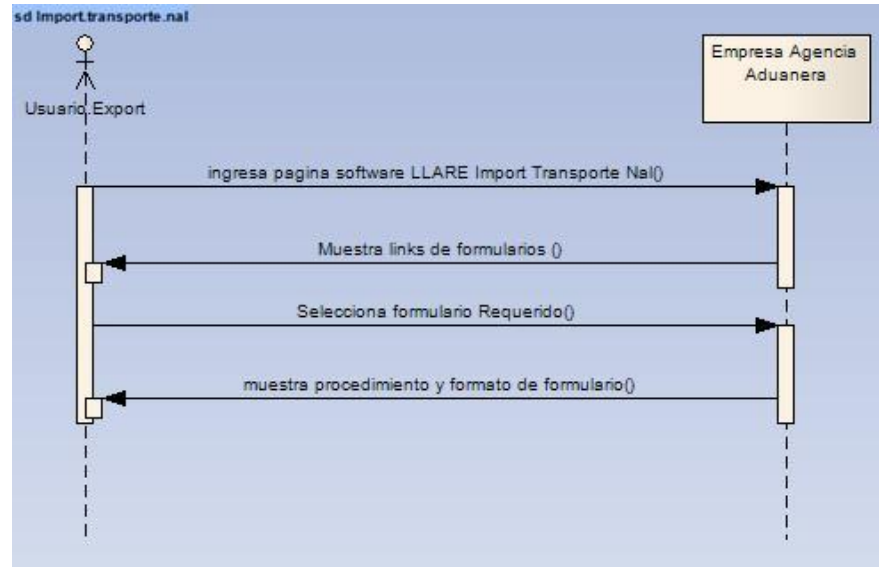 sd Import.transporte.nal
Empresa Agencia
Aduanera
Usuario.Export
ingresa pagina software LLARE Import Transporte Nal()
Muestra links de formularios ()
Selecciona formulario Requerido()
muestra procedimiento y formato de formulario()